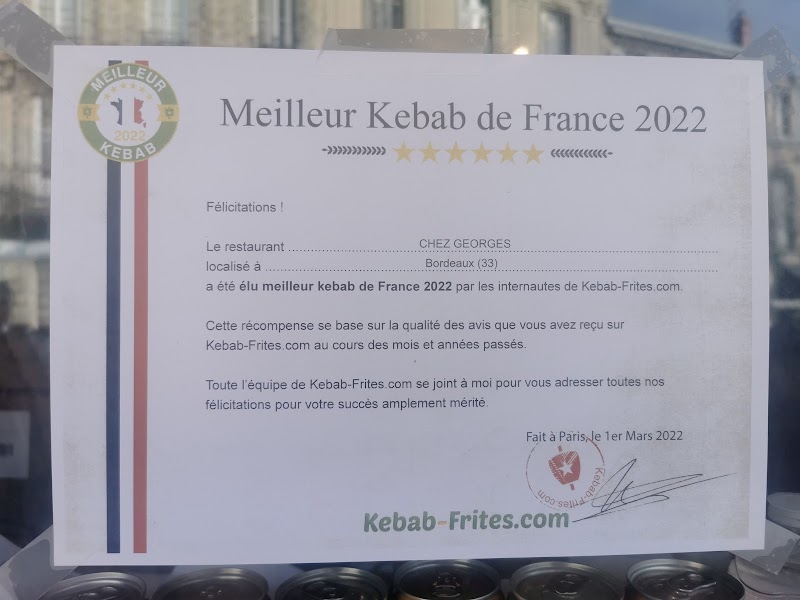 MEILLEUR
2022
KEBAB
Meilleur Kebab de France 2022
Félicitations !
Le restaurant ........ CHEZ GEORGES ........
localisé à ........ Bordeaux (33) ........
a été élu meilleur kebab de France 2022 par les internautes de Kebab-Frites.com.
Cette récompense se base sur la qualité des avis que vous avez reçu sur
Kebab-Frites.com au cours des mois et années passés.
Toute l'équipe de Kebab-Frites.com se joint à moi pour vous adresser toutes nos
félicitations pour votre succès amplement mérité.
Fait à Paris, le 1er Mars 2022
Kebab-Frites.com
Kebab-Frites.com